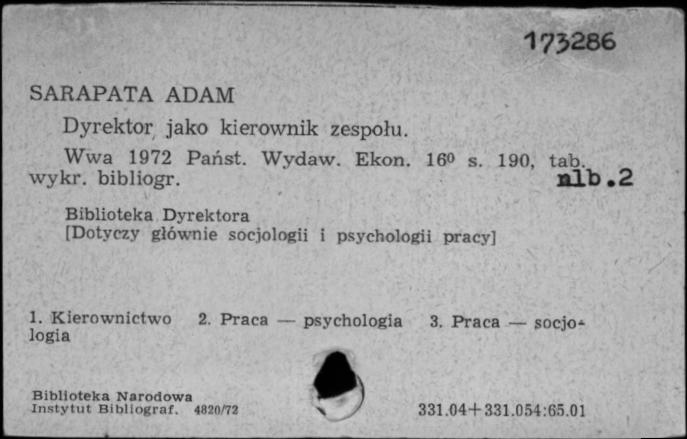 173286
SARAPATA ADAM
Dyrektor jako kierownik zespołu.
Wwa 1972 Państ. Wydaw. Ekon. 16⁰ s. 190, tab.
wykr. bibliogr. nlb.2
Biblioteka Dyrektora
[Dotyczy głównie socjologii i psychologii pracy]
1. Kierownictwo 2. Praca — psychologia 3. Praca — socjo-
logia
Biblioteka Narodowa
Instytut Bibliograf. 4820/72 331.04+331.054:65.01